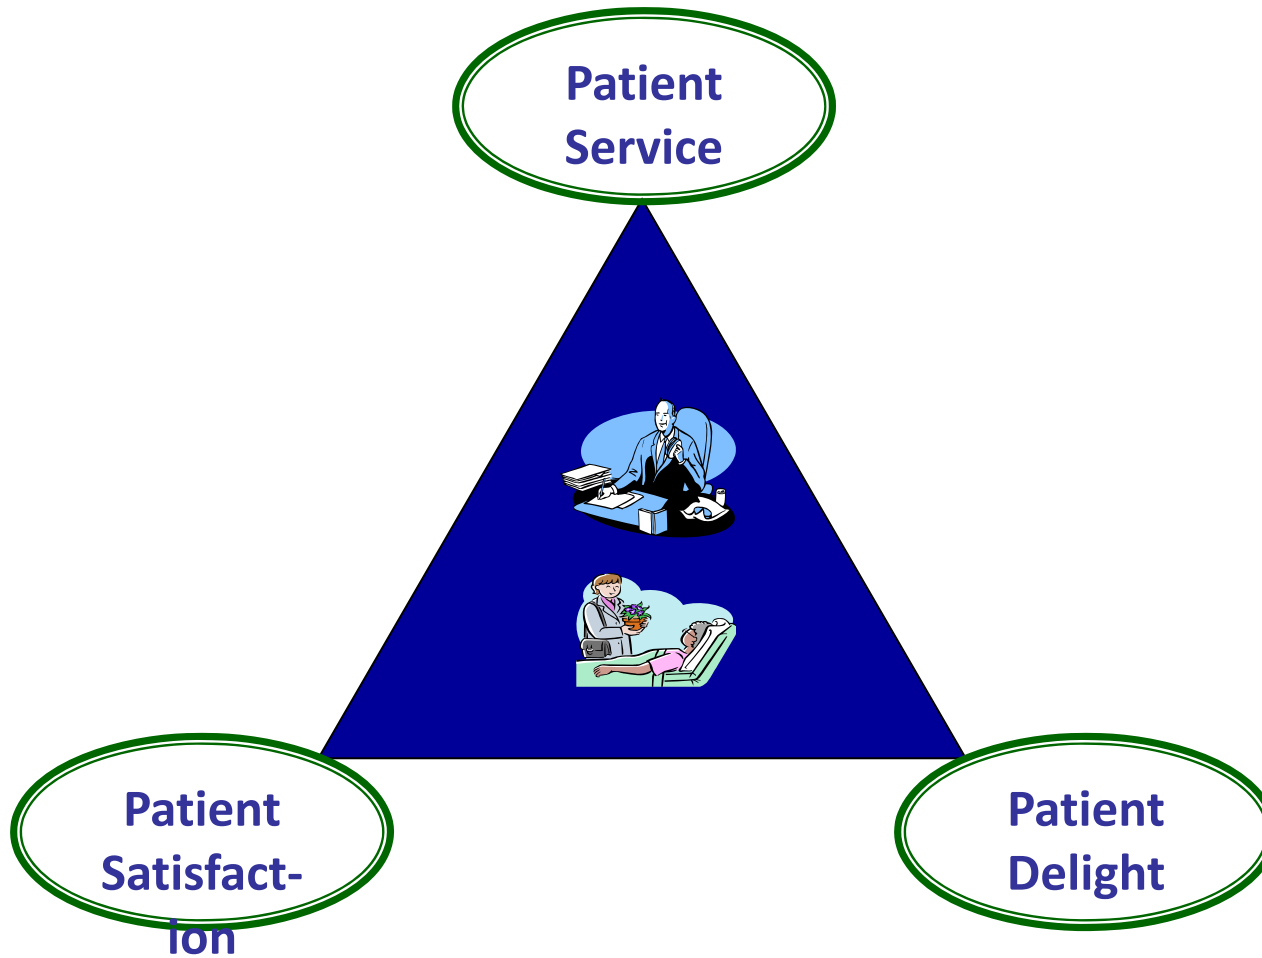 Patient
Service
Patient
Satisfact-
ion
Patient
Delight